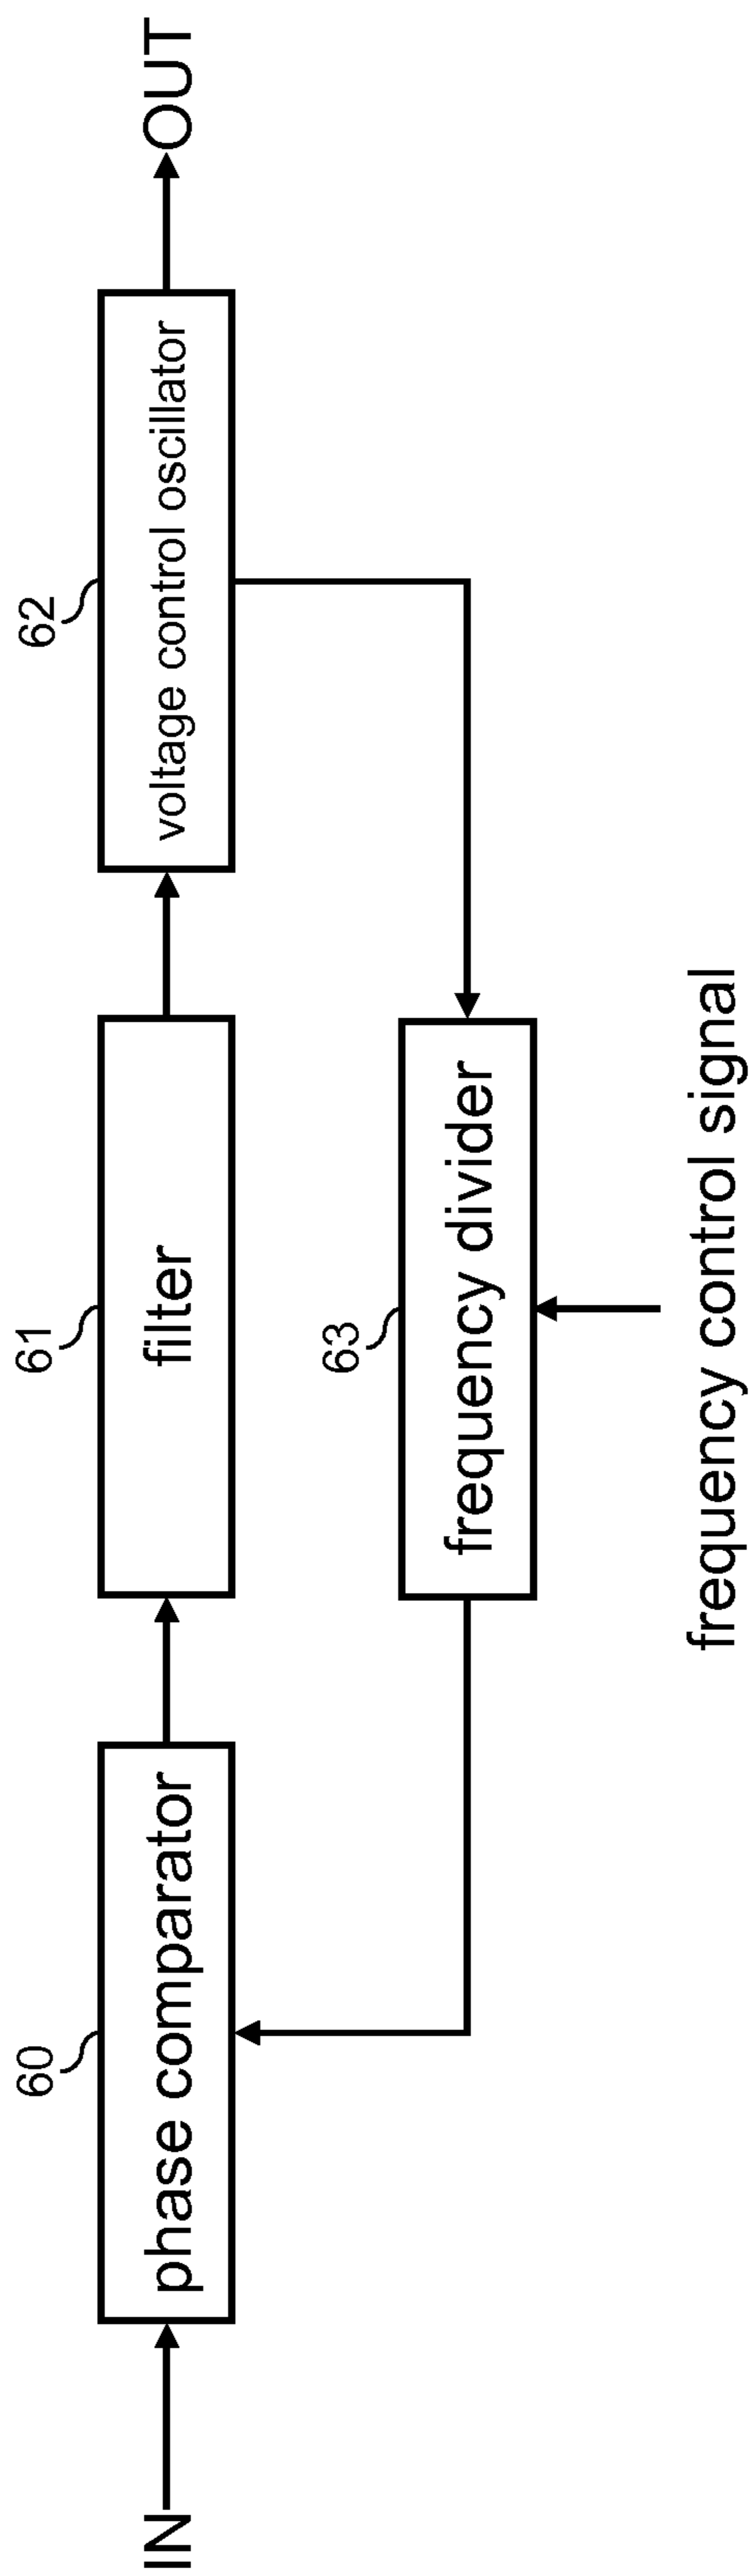 60
61
62
IN
phase comparator
filter
voltage control oscillator
OUT
63
frequency divider
frequency control signal